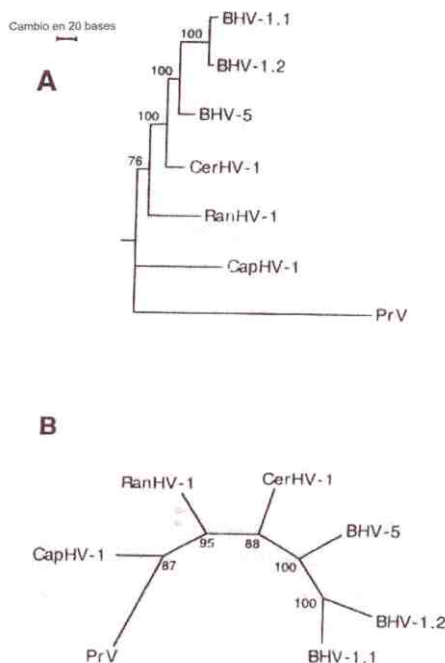 BHV-1.1
Cambio en 20 bases
100
BHV-1.2
A
100
BHV-5
100
76
CerHV-1
RanHV-1
CapHV-1
PrV
B
RanHV-1
CerHV-1
BHV-5
CapHV-1
95
88
87
100
100
BHV-1.2
PrV
BHV-1.1